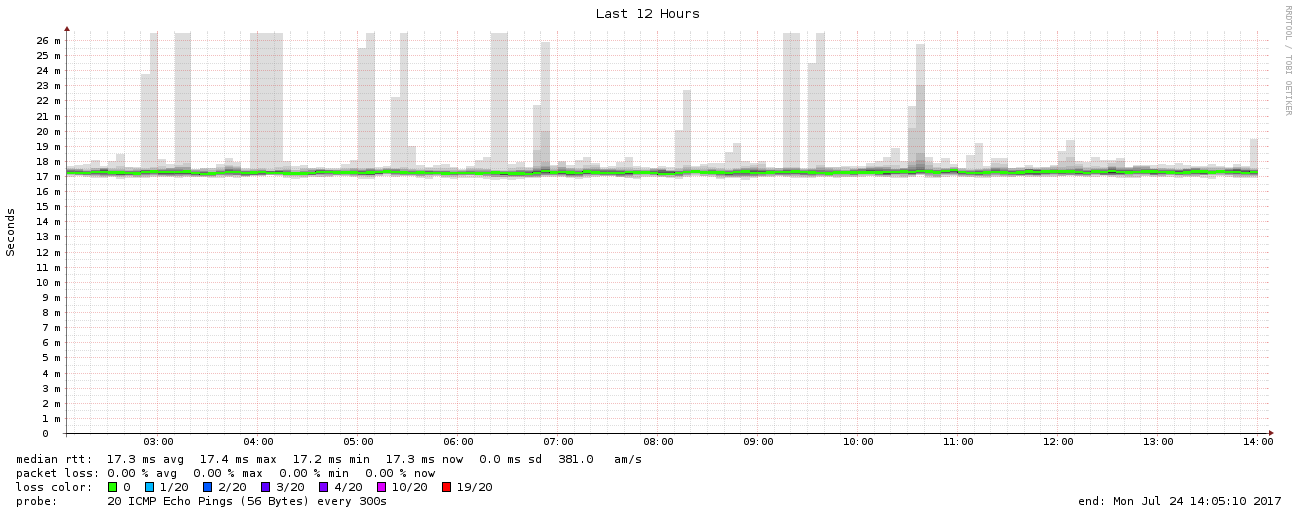 Last 12 Hours
RRDTOOL / TOBI OETIKER
Seconds
26 m
25 m
24 m
23 m
22 m
21 m
20 m
19 m
18 m
17 m
16 m
15 m
14 m
13 m
12 m
11 m
10 m
9 m
8 m
7 m
6 m
5 m
4 m
3 m
2 m
1 m
0
03:00 04:00 05:00 06:00 07:00 08:00 09:00 10:00 11:00 12:00 13:00 14:00
median rtt: 17.3 ms avg 17.4 ms max 17.2 ms min 17.3 ms now 0.0 ms sd 381.0 am/s
packet loss: 0.00 % avg 0.00 % max 0.00 % min 0.00 % now
loss color: 0 1/20 2/20 3/20 4/20 10/20 19/20
probe: 20 ICMP Echo Pings (56 Bytes) every 300s end: Mon Jul 24 14:05:10 2017